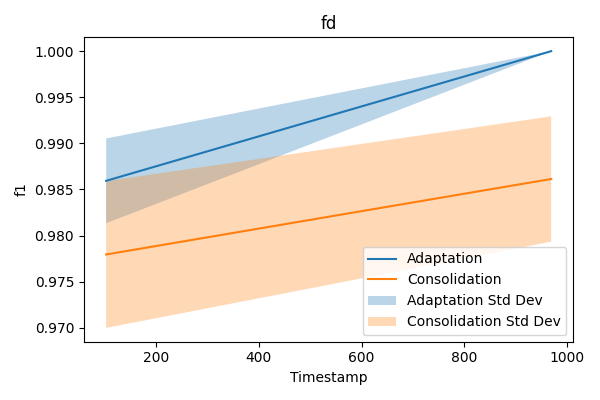 fd
1.000
0.995
0.990
0.985
0.980
0.975
0.970
f1
200
400
600
800
1000
Timestamp
Adaptation
Consolidation
Adaptation Std Dev
Consolidation Std Dev